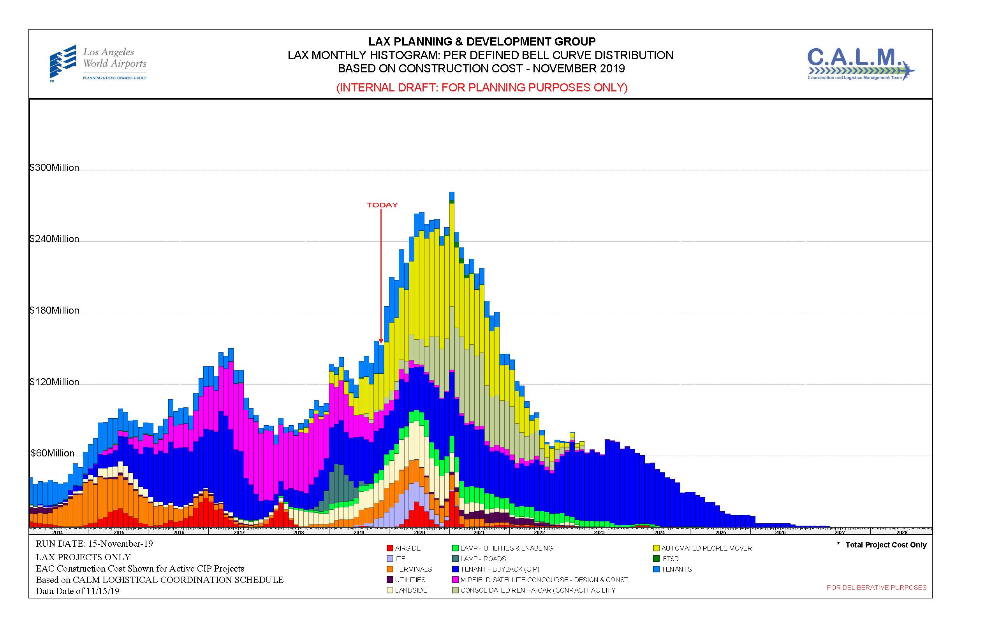 LAX PLANNING & DEVELOPMENT GROUP
LAX MONTHLY HISTOGRAM: PER DEFINED BELL CURVE DISTRIBUTION
BASED ON CONSTRUCTION COST - NOVEMBER 2019
(INTERNAL DRAFT: FOR PLANNING PURPOSES ONLY)
Los Angeles
World Airports
PLANNING & DEVELOPMENT GROUP
TM
C.A.L.M.
Coordination and Logistics Management Team
$300Million
TODAY
$240Million
$180Million
$120Million
$60Million
2014 2015 2016 2017 2018 2019 2020 2021 2022 2023 2024 2025 2026 2027 2028
RUN DATE: 15-November-19
LAX PROJECTS ONLY
EAC Construction Cost Shown for Active CIP Projects
Based on CALM LOGISTICAL COORDINATION SCHEDULE
Data Date of 11/15/19
AIRSIDE
ITF
TERMINALS
UTILITIES
LANDSIDE
LAMP - UTILITIES & ENABLING
LAMP - ROADS
TENANT - BUYBACK (CIP)
MIDFIELD SATELLITE CONCOURSE - DESIGN & CONST.
CONSOLIDATED RENT-A-CAR (CONRAC) FACILITY
AUTOMATED PEOPLE MOVER
FTSD
TENANTS
* Total Project Cost Only
FOR DELIBERATIVE PURPOSES